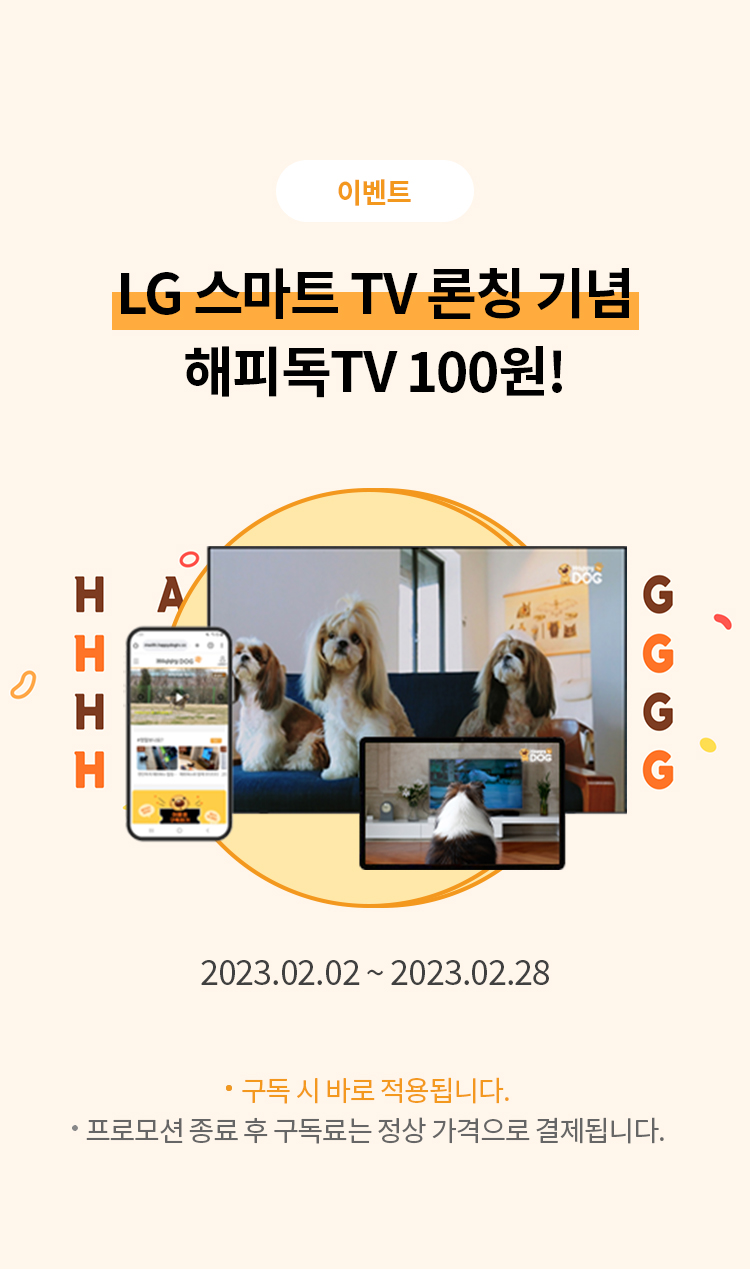 이벤트
LG 스마트 TV 론칭 기념
해피독TV 100원!
H A G
H G
H G
H G
Happy DOG
Happy DOG
Happy DOG
2023.02.02 ~ 2023.02.28
• 구독 시 바로 적용됩니다.
• 프로모션 종료 후 구독료는 정상 가격으로 결제됩니다.